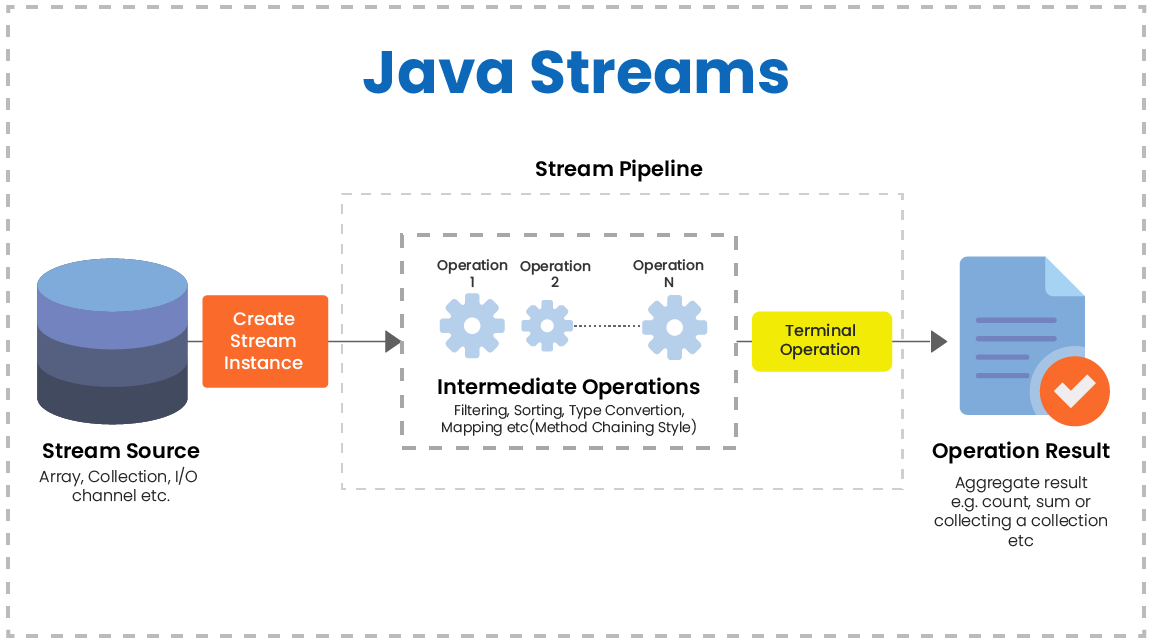 Java Streams
Stream Pipeline
Operation
1
Operation
2
Operation
N
Create
Stream
Instance
Terminal
Operation
Intermediate Operations
Filtering, Sorting, Type Convertion,
Mapping etc(Method Chaining Style)
Stream Source
Array, Collection, I/O
channel etc.
Operation Result
Aggregate result
e.g. count, sum or
collecting a collection
etc